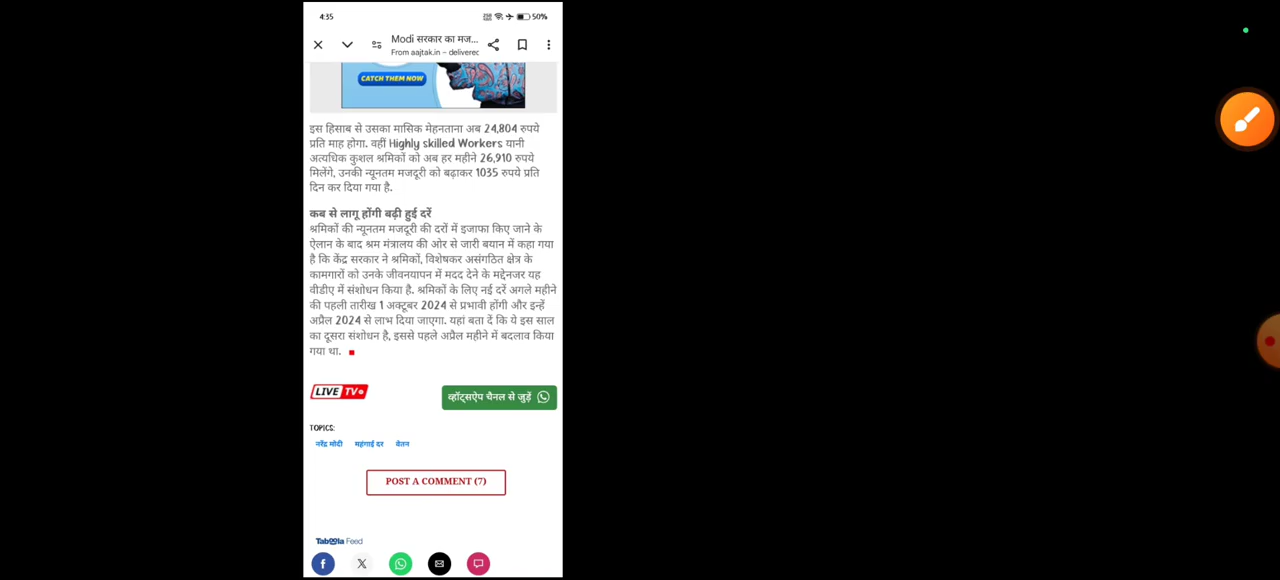 4:35
50%
Modi सरकार का मज...
From aajtak.in - delivered
CATCH THEM NOW
इस हिसाब से उसका मासिक मेहनताना अब 24,804 रुपये
प्रति माह होगा. वहीं Highly skilled Workers यानी
अत्यधिक कुशल श्रमिकों को अब हर महीने 26,910 रुपये
मिलेंगे, उनकी न्यूनतम मजदूरी को बढ़ाकर 1035 रुपये प्रति
दिन कर दिया गया है.
कब से लागू होंगी बढ़ी हुई दरें
श्रमिकों की न्यूनतम मजदूरी की दरों में इजाफा किए जाने के
ऐलान के बाद श्रम मंत्रालय की ओर से जारी बयान में कहा गया
है कि केंद्र सरकार ने श्रमिकों, विशेषकर असंगठित क्षेत्र के
कामगारों को उनके जीवनयापन में मदद देने के मद्देनजर यह
वीडीए में संशोधन किया है. श्रमिकों के लिए नई दरें अगले महीने
की पहली तारीख 1 अक्टूबर 2024 से प्रभावी होंगी और इन्हें
अप्रैल 2024 से लाभ दिया जाएगा. यहां बता दें कि ये इस साल
का दूसरा संशोधन है, इससे पहले अप्रैल महीने में बदलाव किया
गया था.
LIVE TV
व्हॉट्सऐप चैनल से जुड़ें
TOPICS:
नरेंद्र मोदी महंगाई दर वेतन
POST A COMMENT (7)
Taboola Feed